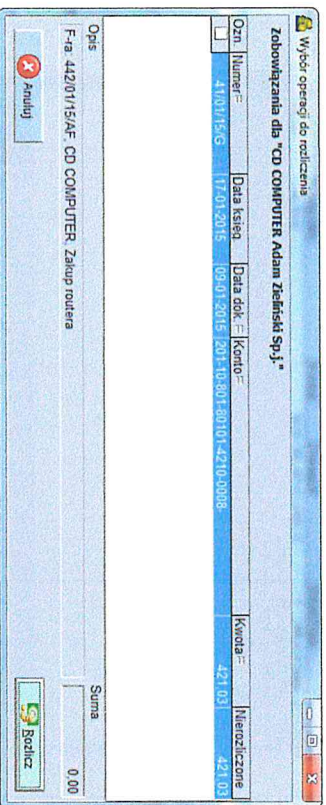 Wybór operacji do rozliczenia
Zobowiązania dla "CD COMPUTER Adam Zieliński Sp.j."
Ozn. Numer Data księg. Data dok. Konto Kwota Nierozliczone
41/01/15/G 17-01-2015 09-01-2015 201-10-801-80101-4210-0008- 421.03 421.03
Opis Suma
F-ra: 442/01/15/AF, CD COMPUTER, Zakup routera 0,00
Anuluj Rozlicz